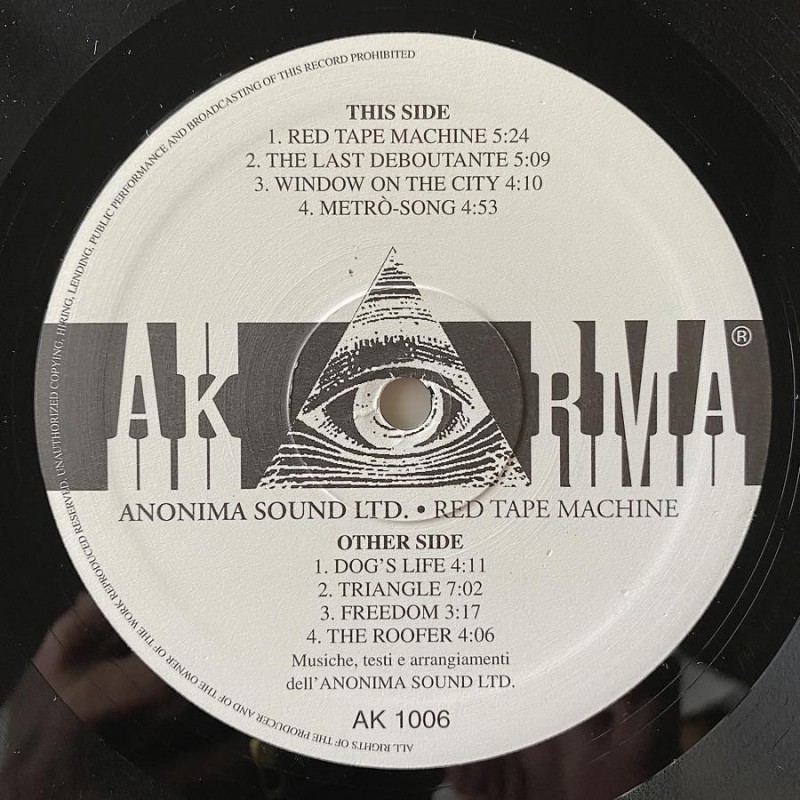 THIS SIDE
1. RED TAPE MACHINE 5:24
2. THE LAST DEBOUTANTE 5:09
3. WINDOW ON THE CITY 4:10
4. METRÒ-SONG 4:53
AKARMA ®
ANONIMA SOUND LTD. • RED TAPE MACHINE
OTHER SIDE
1. DOG'S LIFE 4:11
2. TRIANGLE 7:02
3. FREEDOM 3:17
4. THE ROOFER 4:06
Musiche, testi e arrangiamenti
dell'ANONIMA SOUND LTD.
AK 1006
ALL RIGHTS OF THE PRODUCER AND OF THE OWNER OF THE WORK REPRODUCED RESERVED. UNAUTHORIZED COPYING, HIRING, LENDING, PUBLIC PERFORMANCE AND BROADCASTING OF THIS RECORD PROHIBITED